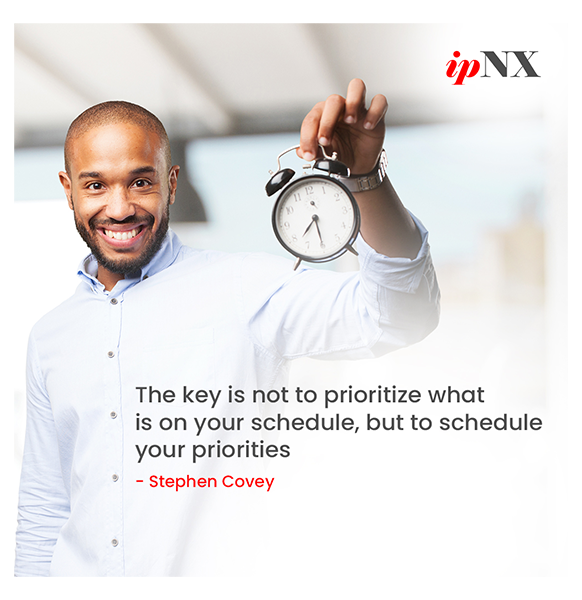 ipNX
The key is not to prioritize what
is on your schedule, but to schedule
your priorities
- Stephen Covey